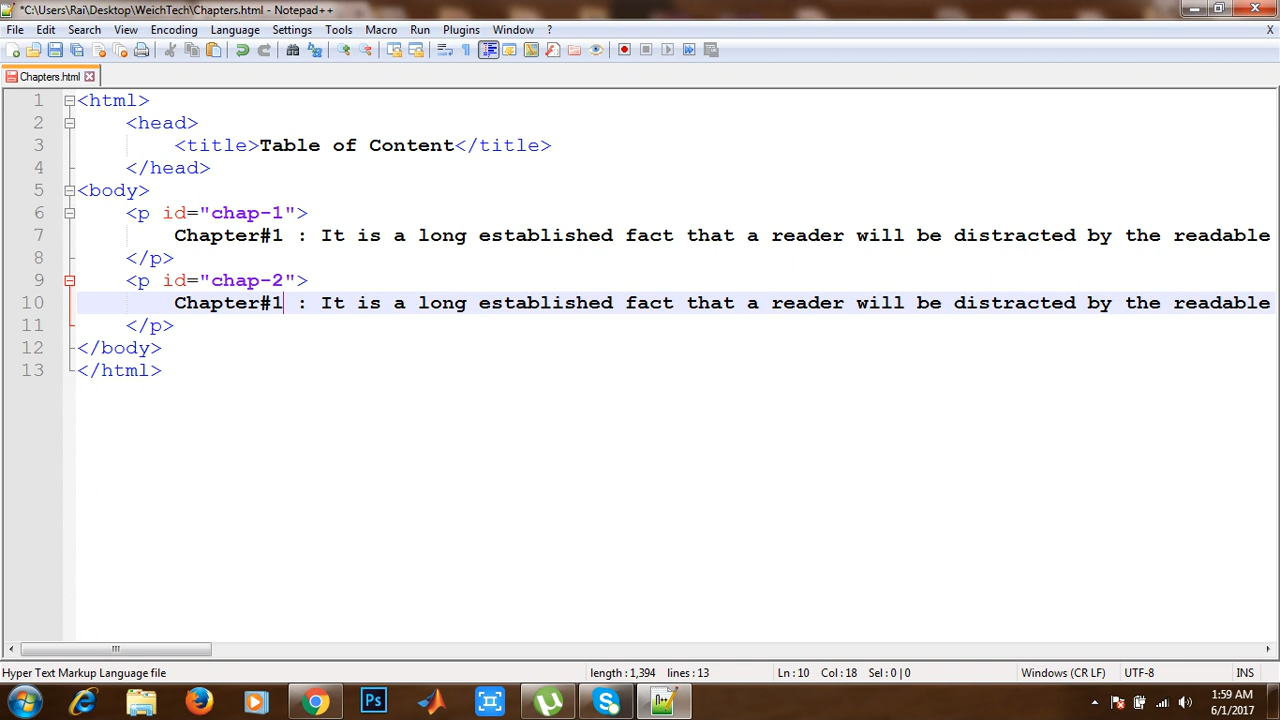 *C:\Users\Rai\Desktop\WeichTech\Chapters.html - Notepad++
File Edit Search View Encoding Language Settings Tools Macro Run Plugins Window ? X
Chapters.html
1 <html>
2 <head>
3 <title>Table of Content</title>
4 </head>
5 <body>
6 <p id="chap-1">
7 Chapter#1 : It is a long established fact that a reader will be distracted by the readable
8 </p>
9 <p id="chap-2">
10 Chapter#1 : It is a long established fact that a reader will be distracted by the readable
11 </p>
12 </body>
13 </html>
Hyper Text Markup Language file length : 1,394 lines : 13 Ln : 10 Col : 18 Sel : 0 | 0 Windows (CR LF) UTF-8 INS
Ps
1:59 AM
6/1/2017